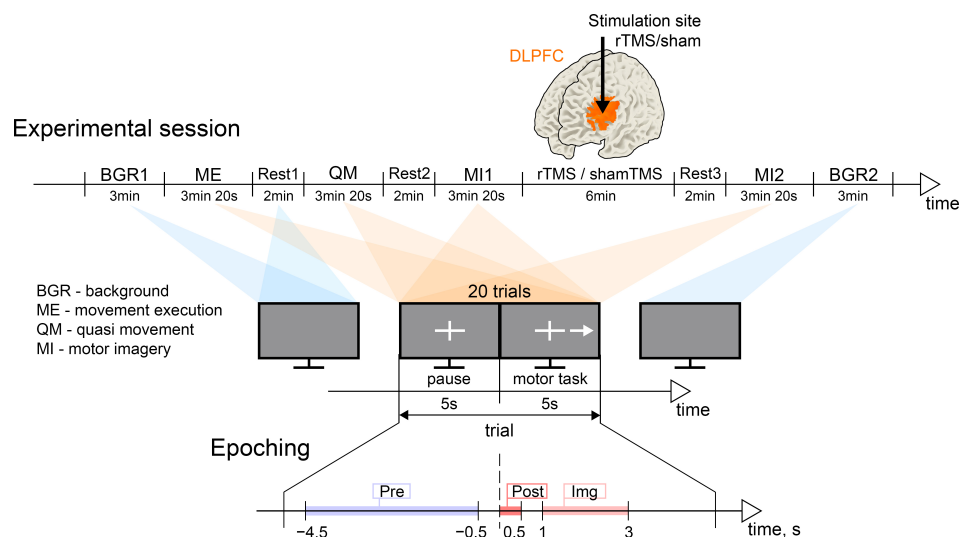 Stimulation site
rTMS/sham
DLPFC
Experimental session
BGR1 ME Rest1 QM Rest2 MI1 rTMS / shamTMS Rest3 MI2 BGR2
3min 3min 20s 2min 3min 20s 2min 3min 20s 6min 2min 3min 20s 3min
time
20 trials
BGR - background
ME - movement execution
QM - quasi movement
MI - motor imagery
pause motor task
5s 5s
time
trial
Epoching
Pre Post Img
−4.5 −0.5 0.5 1 3
time, s